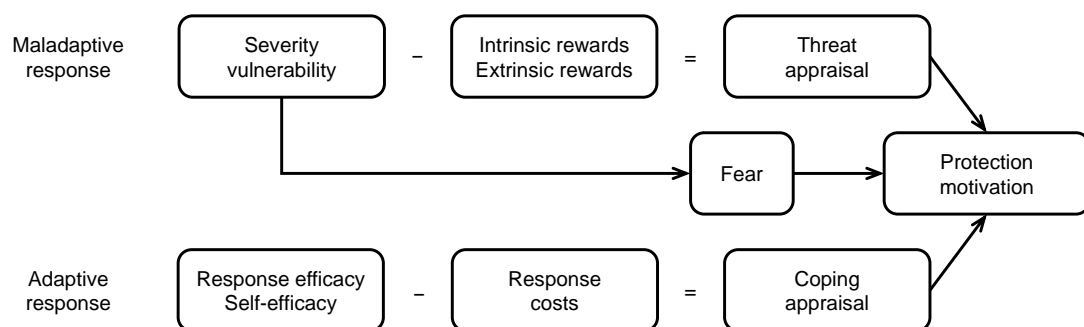 Maladaptive
response
Severity
vulnerability
–
Intrinsic rewards
Extrinsic rewards
=
Threat
appraisal
Fear
Protection
motivation
Adaptive
response
Response efficacy
Self-efficacy
–
Response
costs
=
Coping
appraisal